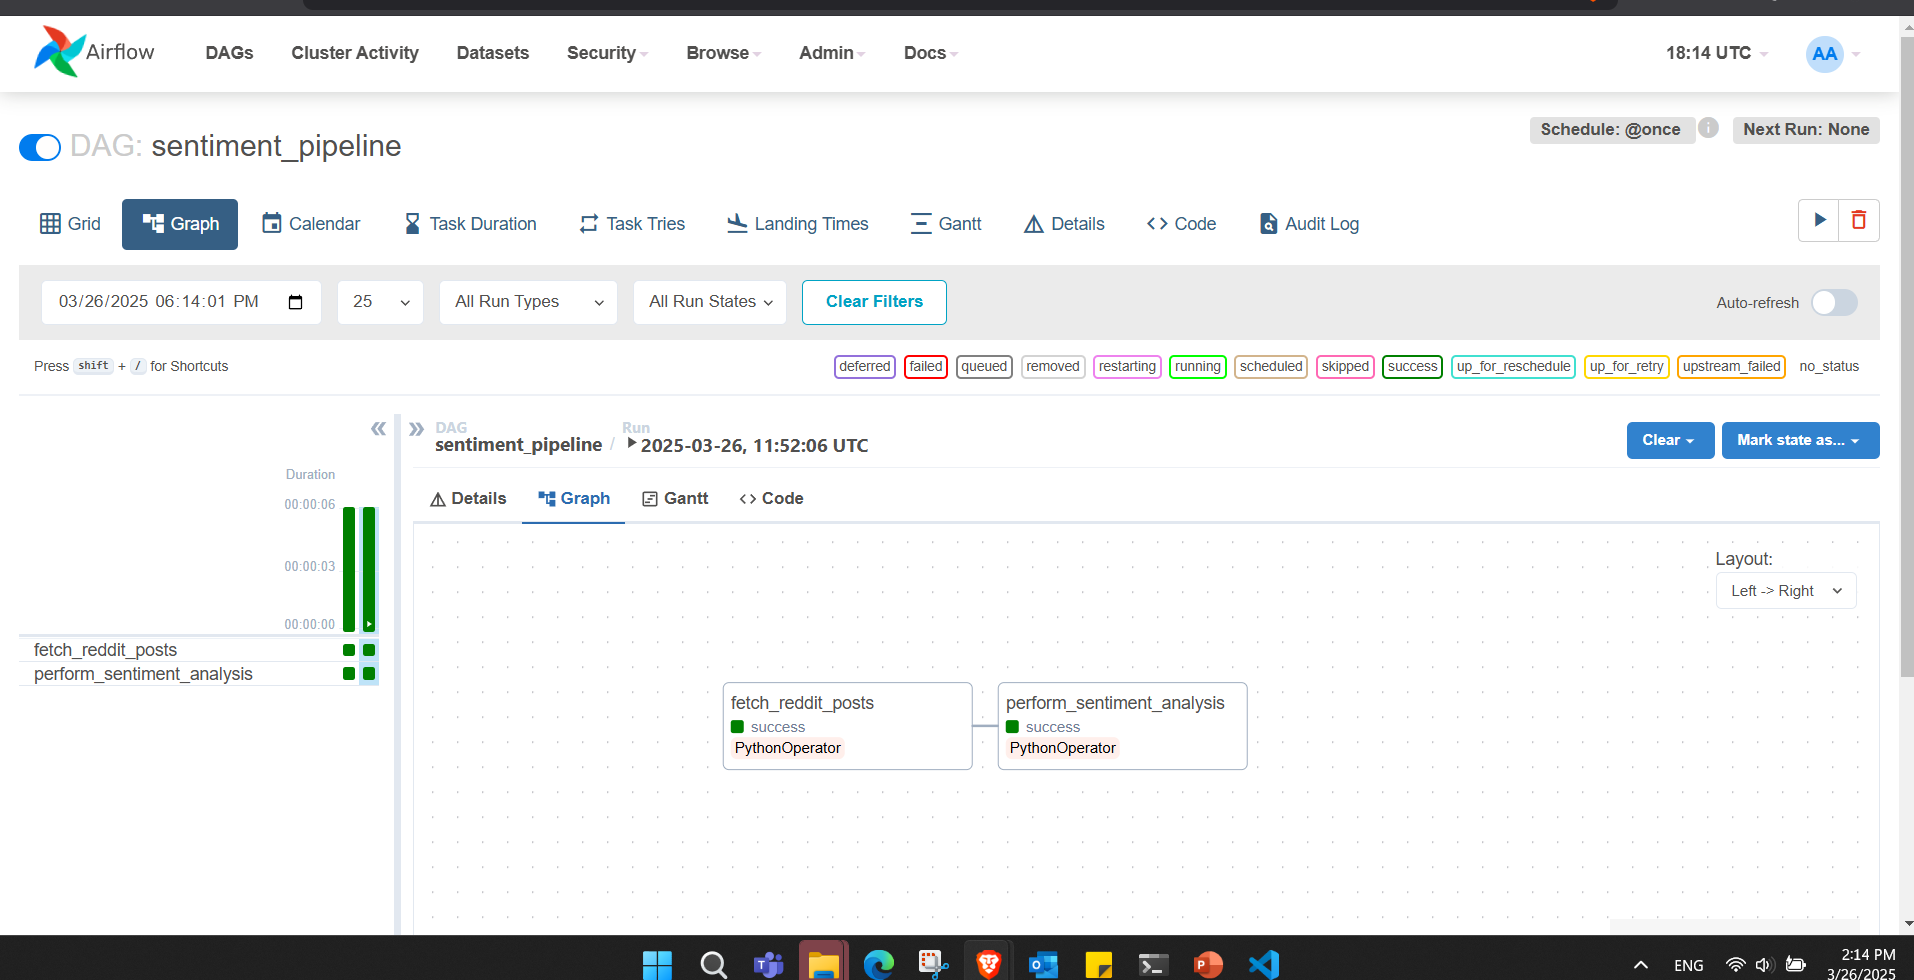 Airflow DAGs Cluster Activity Datasets Security Browse Admin Docs 18:14 UTC AA
DAG: sentiment_pipeline
Schedule: @once i Next Run: None
Grid Graph Calendar Task Duration Task Tries Landing Times Gantt Details Code Audit Log
03/26/2025 06:14:01 PM 25 All Run Types All Run States Clear Filters Auto-refresh
Press shift + / for Shortcuts
deferred failed queued removed restarting running scheduled skipped success up_for_reschedule up_for_retry upstream_failed no_status
Duration
00:00:06
00:00:03
00:00:00
fetch_reddit_posts
perform_sentiment_analysis
DAG
sentiment_pipeline
/
Run
2025-03-26, 11:52:06 UTC
Clear
Mark state as...
Details Graph Gantt Code
Layout:
Left -> Right
fetch_reddit_posts
success
PythonOperator
perform_sentiment_analysis
success
PythonOperator
ENG
2:14 PM
3/26/2025